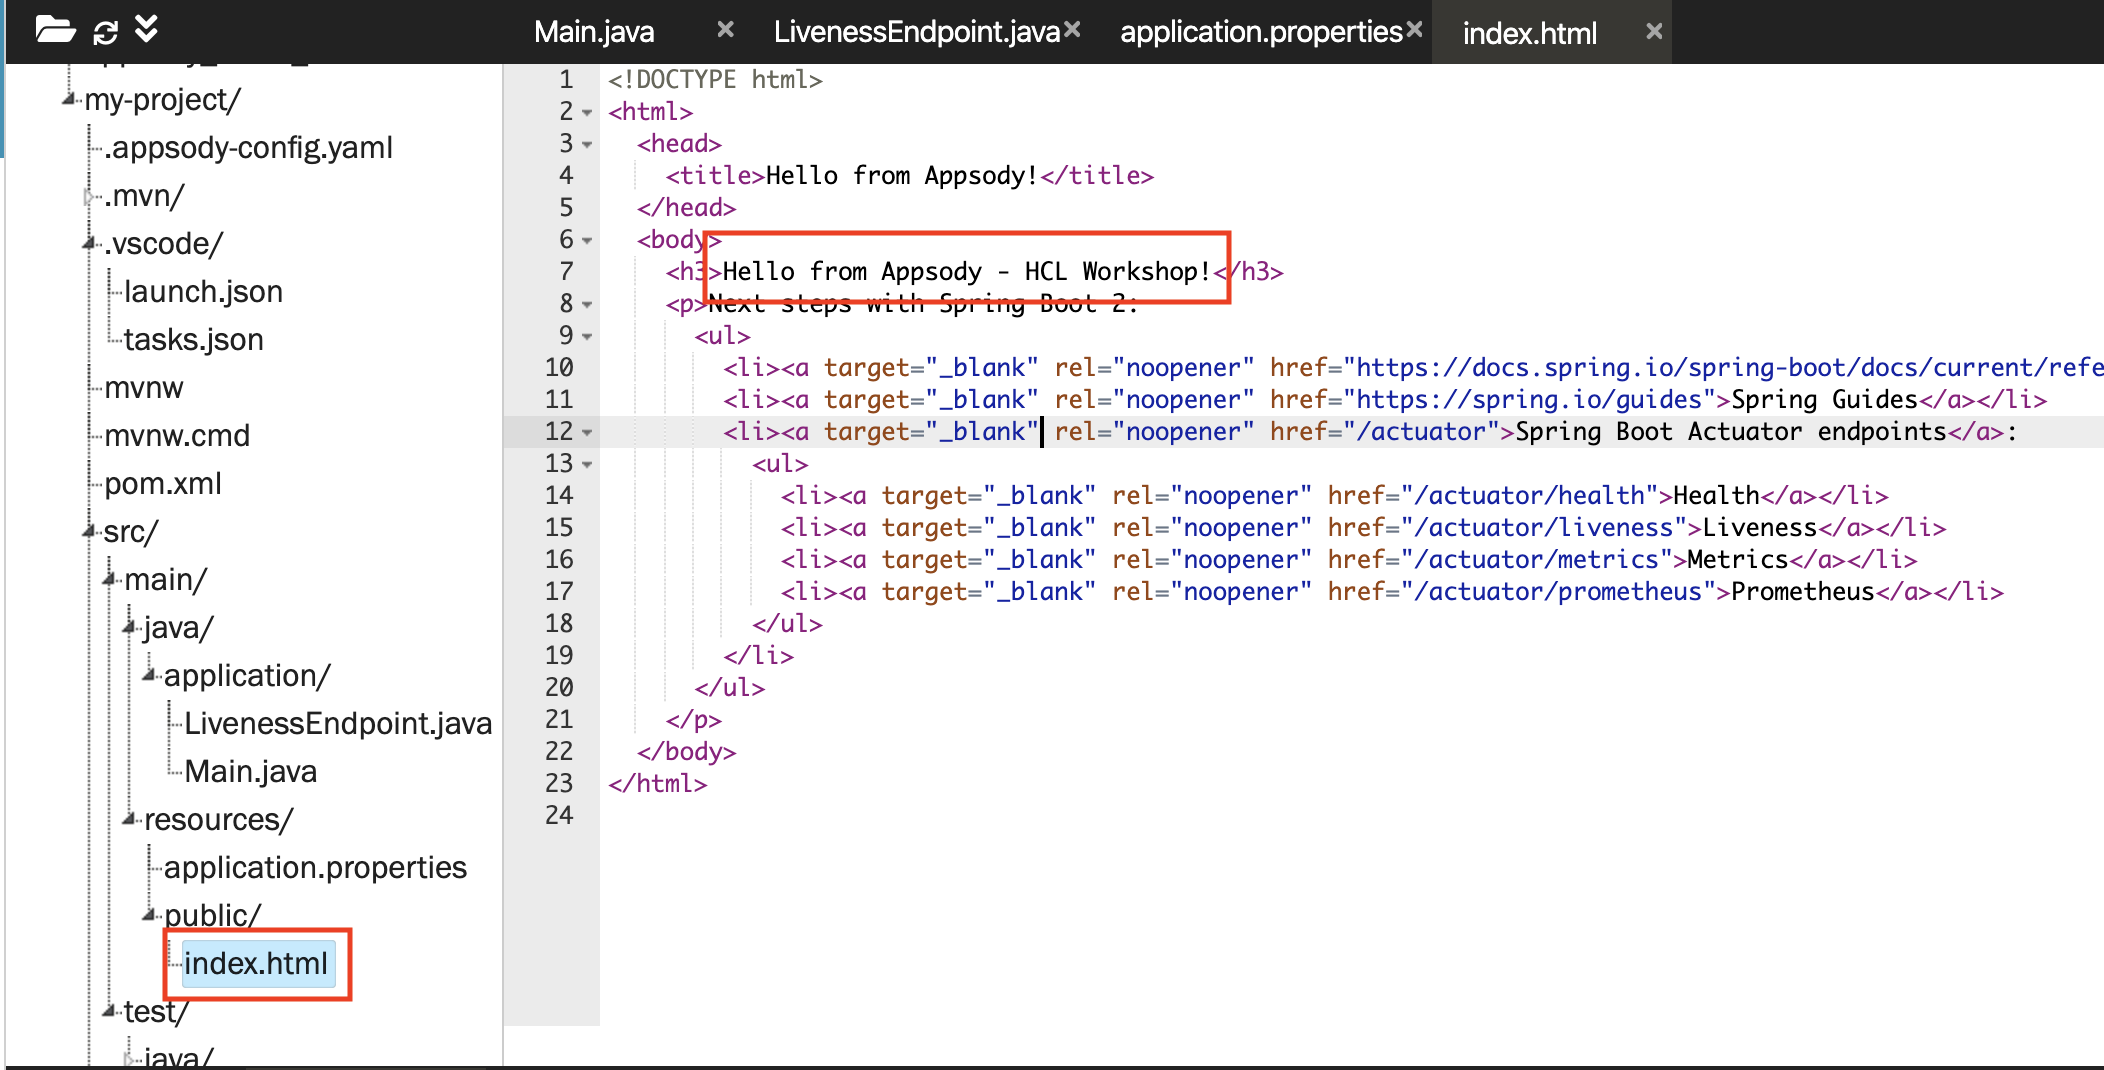 Main.java × LivenessEndpoint.java × application.properties × index.html ×
my-project/
.appsody-config.yaml
.mvn/
.vscode/
launch.json
tasks.json
mvnw
mvnw.cmd
pom.xml
src/
main/
java/
application/
LivenessEndpoint.java
Main.java
resources/
application.properties
public/
index.html
test/
java/
1 <!DOCTYPE html>
2 <html>
3 <head>
4 <title>Hello from Appsody!</title>
5 </head>
6 <body>
7 <h3>Hello from Appsody - HCL Workshop!</h3>
8 <p>Next steps with Spring Boot 2:
9 <ul>
10 <li><a target="_blank" rel="noopener" href="https://docs.spring.io/spring-boot/docs/current/refe
11 <li><a target="_blank" rel="noopener" href="https://spring.io/guides">Spring Guides</a></li>
12 <li><a target="_blank" rel="noopener" href="/actuator">Spring Boot Actuator endpoints</a>:
13 <ul>
14 <li><a target="_blank" rel="noopener" href="/actuator/health">Health</a></li>
15 <li><a target="_blank" rel="noopener" href="/actuator/liveness">Liveness</a></li>
16 <li><a target="_blank" rel="noopener" href="/actuator/metrics">Metrics</a></li>
17 <li><a target="_blank" rel="noopener" href="/actuator/prometheus">Prometheus</a></li>
18 </ul>
19 </li>
20 </ul>
21 </p>
22 </body>
23 </html>
24